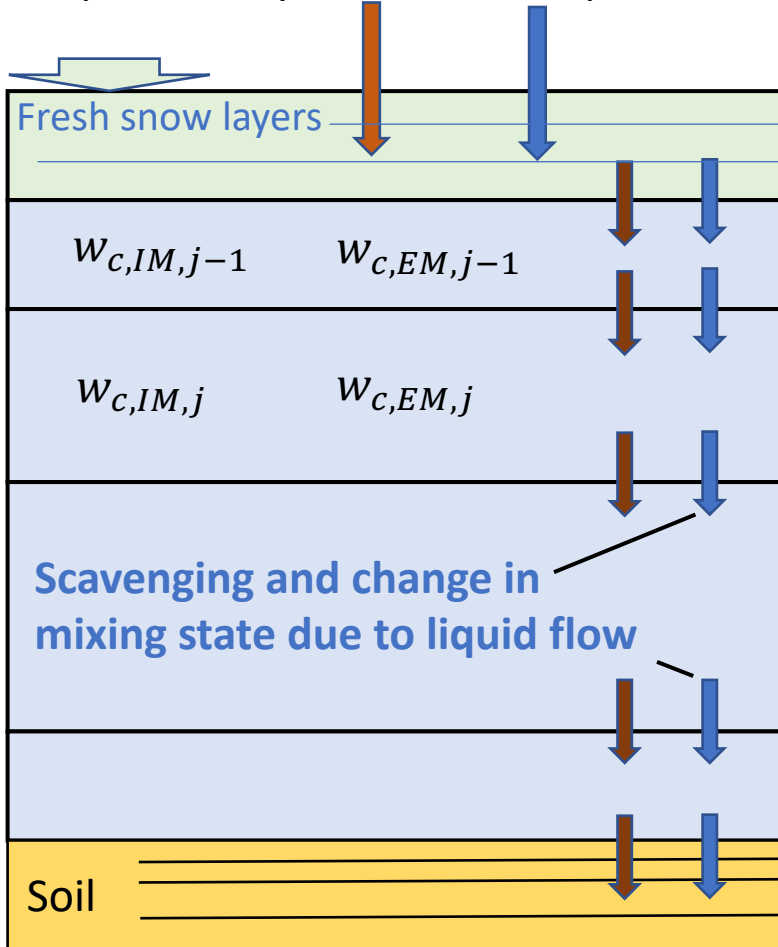 Fresh snow layers
w_{c,IM,j-1} w_{c,EM,j-1}
w_{c,IM,j} w_{c,EM,j}
Scavenging and change in
mixing state due to liquid flow
Soil